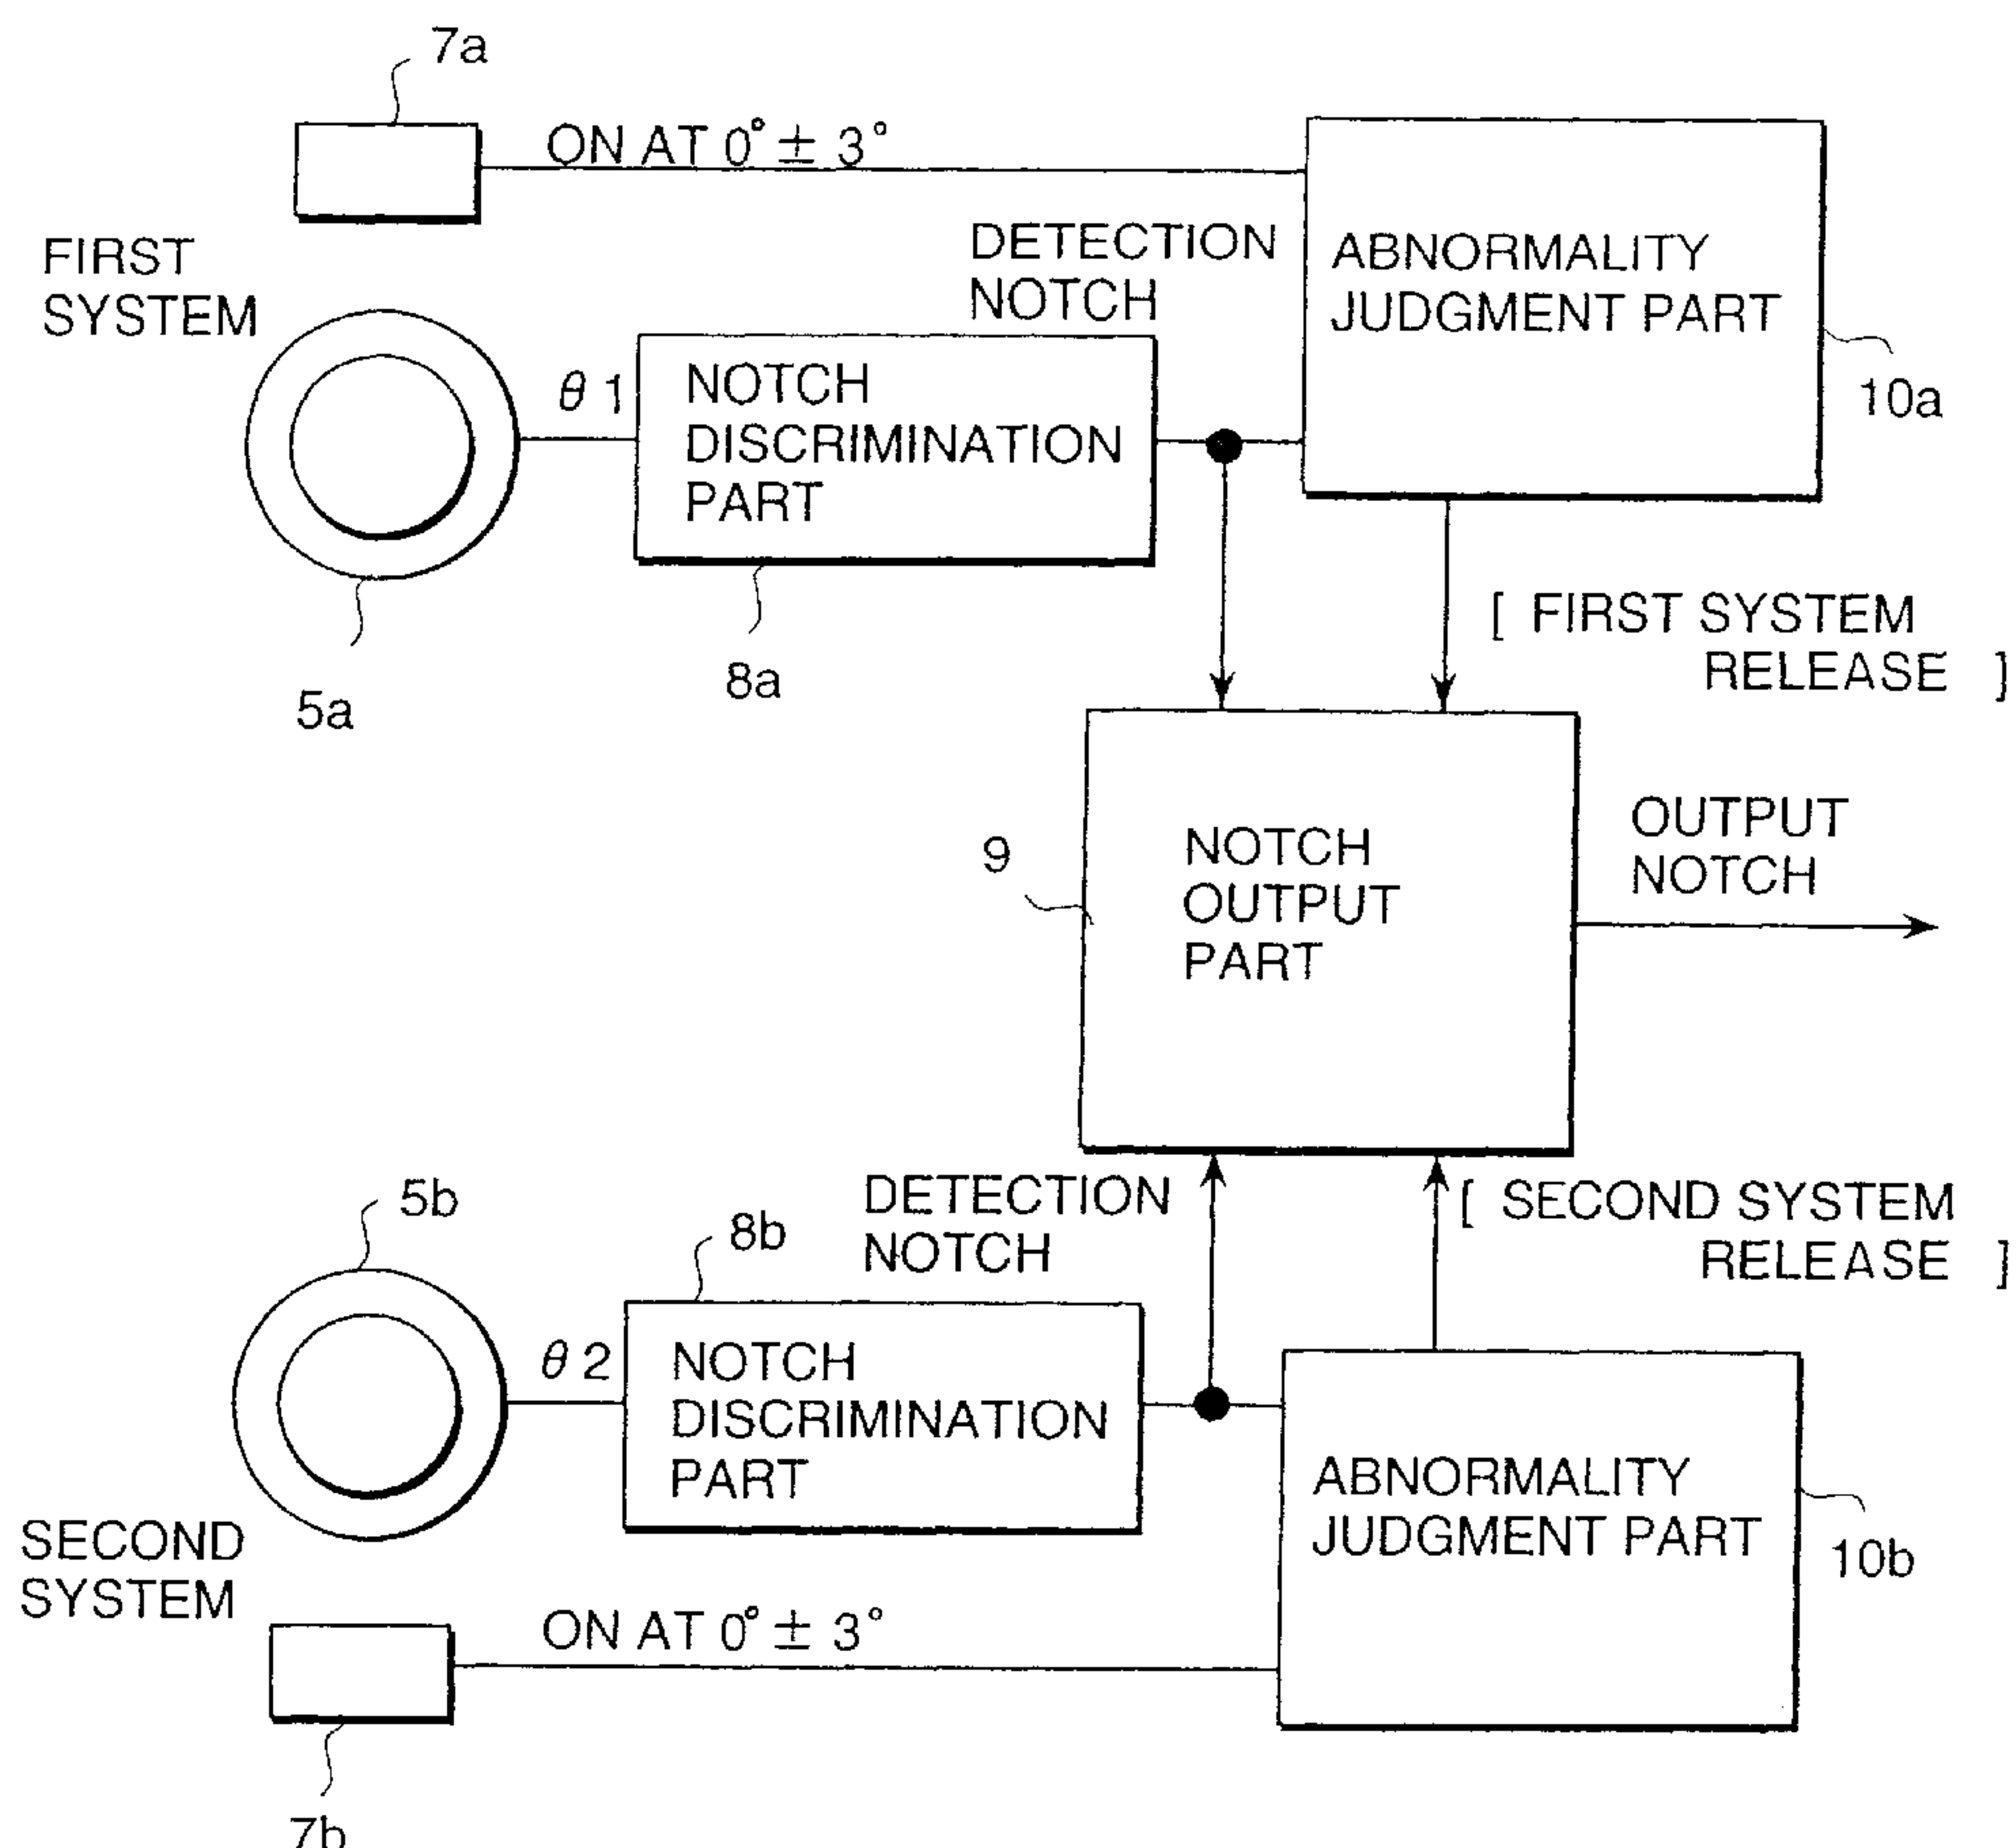 7a
ON AT 0° ± 3°
FIRST
SYSTEM
DETECTION
NOTCH
ABNORMALITY
JUDGMENT PART
10a
θ 1
NOTCH
DISCRIMINATION
PART
5a
8a
[ FIRST SYSTEM
RELEASE ]
9
NOTCH
OUTPUT
PART
OUTPUT
NOTCH
5b
8b
DETECTION
NOTCH
[ SECOND SYSTEM
RELEASE ]
θ 2
NOTCH
DISCRIMINATION
PART
ABNORMALITY
JUDGMENT PART
10b
SECOND
SYSTEM
ON AT 0° ± 3°
7b